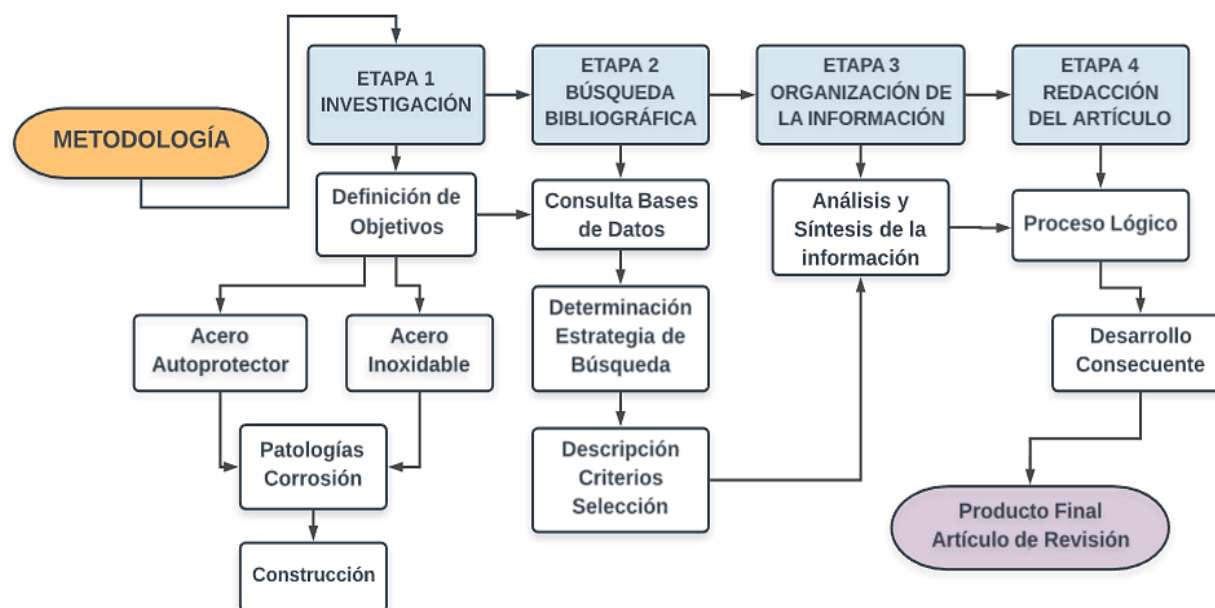 METODOLOGÍA
ETAPA 1
INVESTIGACIÓN
Definición de
Objetivos
Acero
Autoprotector
Acero
Inoxidable
Patologías
Corrosión
Construcción
ETAPA 2
BÚSQUEDA
BIBLIOGRÁFICA
Consulta Bases
de Datos
Determinación
Estrategia de
Búsqueda
Descripción
Criterios
Selección
ETAPA 3
ORGANIZACIÓN DE
LA INFORMACIÓN
Análisis y
Síntesis de la
información
ETAPA 4
REDACCIÓN
DEL ARTÍCULO
Proceso Lógico
Desarrollo
Consecuente
Producto Final
Artículo de Revisión